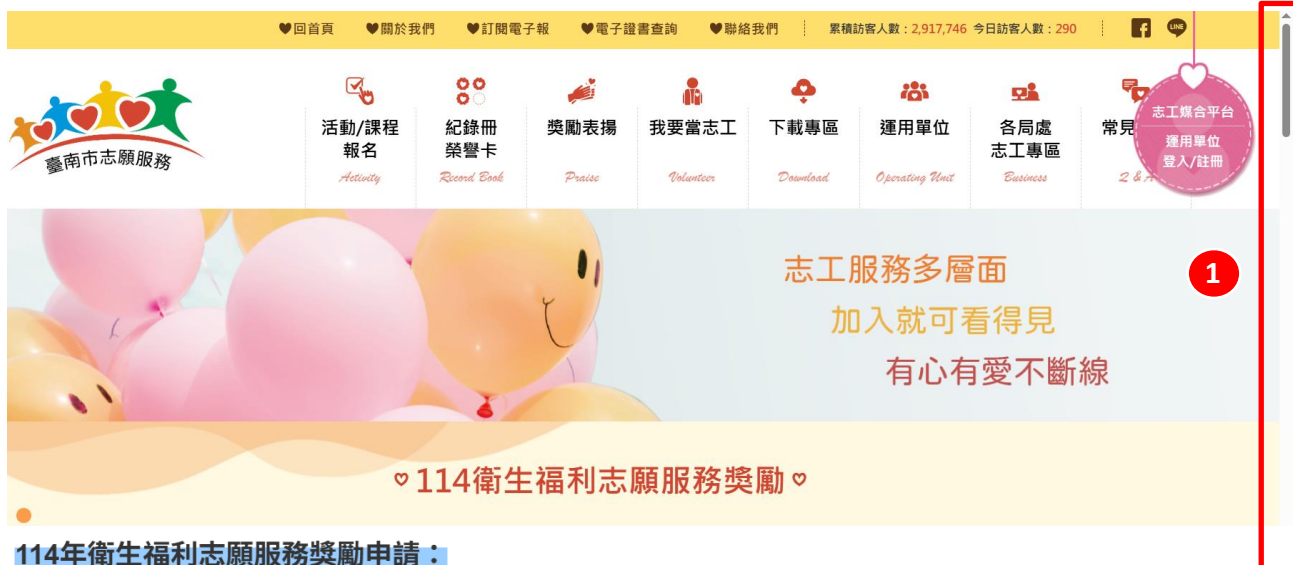 ♥回首頁 ♥關於我們 ♥訂閱電子報 ♥電子證書查詢 ♥聯絡我們 累積訪客人數：2,917,746 今日訪客人數：290
LINE
臺南市志願服務
活動/課程
報名
Activity
紀錄冊
榮譽卡
Record Book
獎勵表揚
Praise
我要當志工
Volunteer
下載專區
Download
運用單位
Operating Unit
各局處
志工專區
Business
常見
Q & A
志工媒合平台
運用單位
登入/註冊
志工服務多層面
加入就可看得見
有心有愛不斷線
1
♡114衛生福利志願服務獎勵♡
114年衛生福利志願服務獎勵申請：